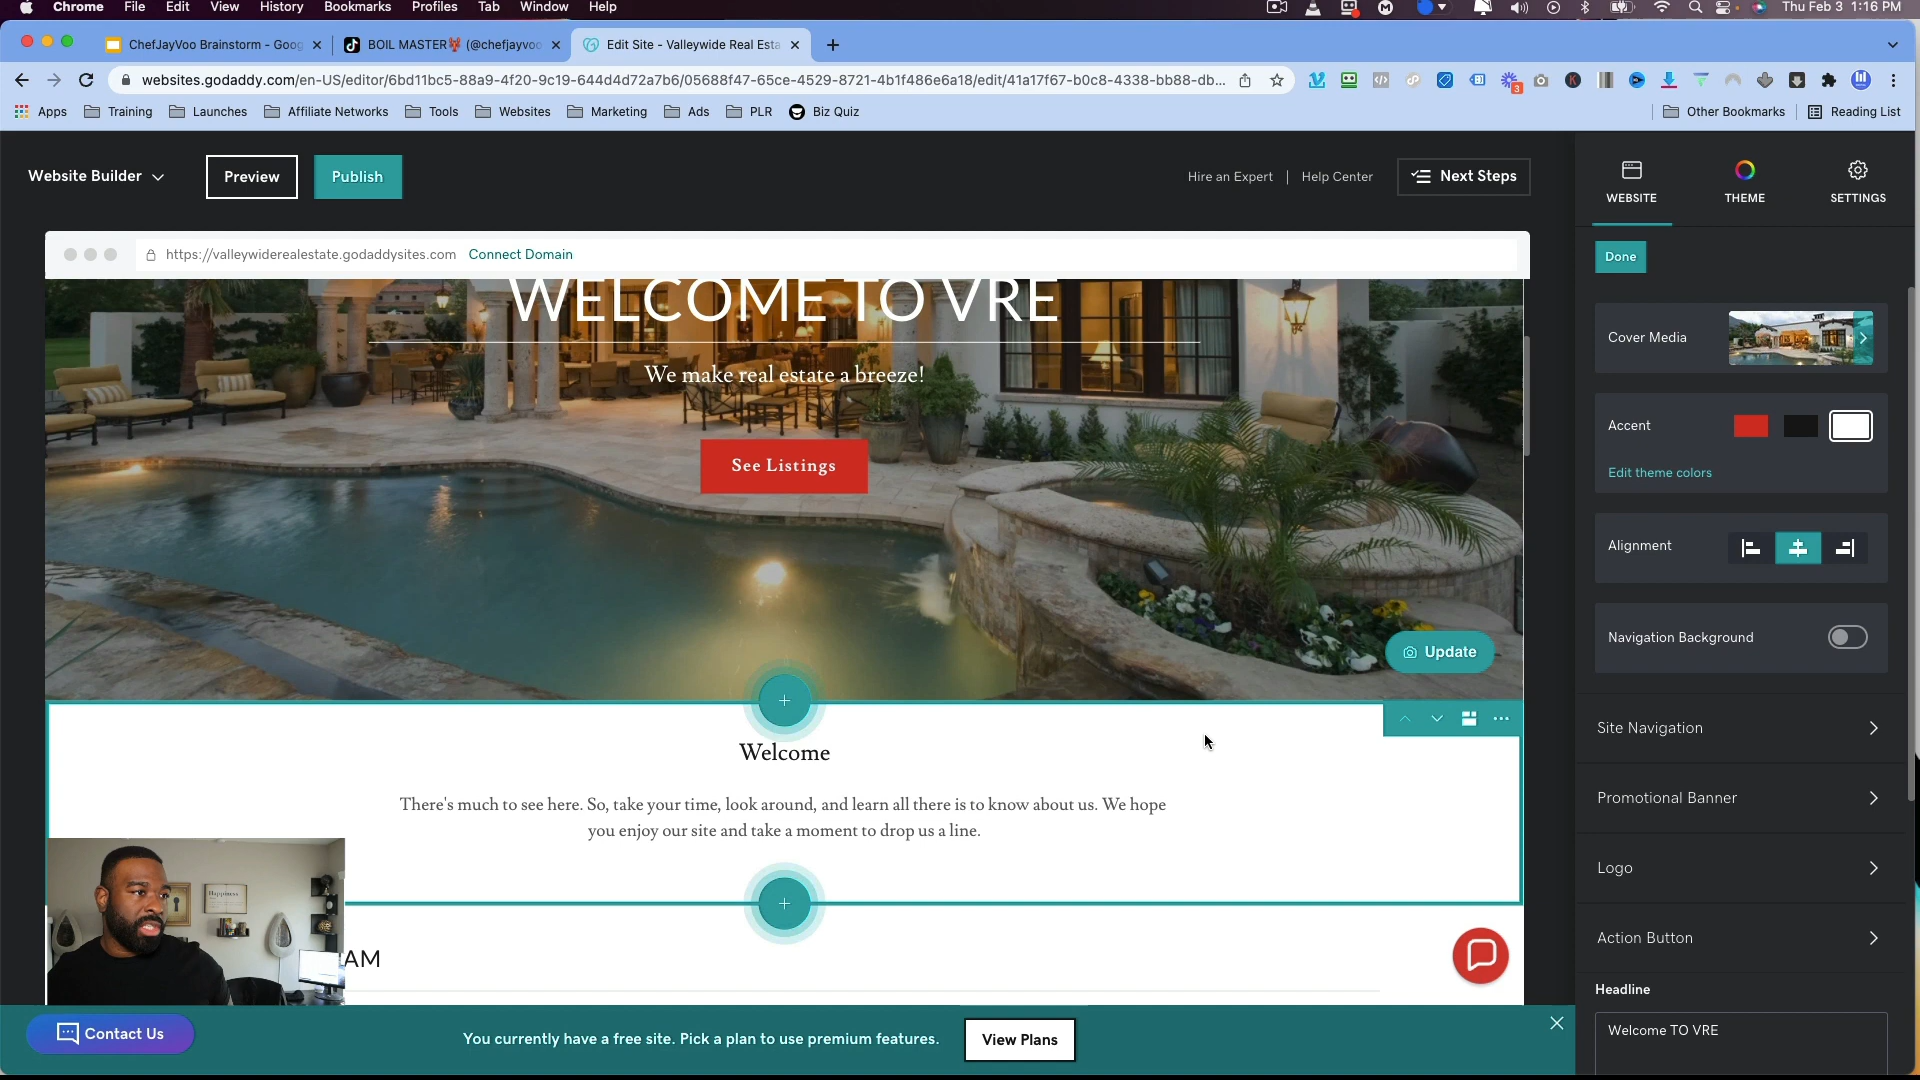 Chrome File Edit View History Bookmarks Profiles Tab Window Help Thu Feb 3 1:16 PM
ChefJayVoo Brainstorm - Goog BOIL MASTER🦞 (@chefjayvoo Edit Site - Valleywide Real Esta
websites.godaddy.com/en-US/editor/6bd11bc5-88a9-4f20-9c19-644d4d72a7b6/05688f47-65ce-4529-8721-4b1f486e6a18/edit/41a17f67-b0c8-4338-bb88-db...
Apps Training Launches Affiliate Networks Tools Websites Marketing Ads PLR Biz Quiz Other Bookmarks Reading List
Website Builder Preview Publish Hire an Expert | Help Center Next Steps
WEBSITE THEME SETTINGS
https://valleywiderealestate.godaddysites.com Connect Domain
Done
WELCOME TO VRE
Cover Media
We make real estate a breeze!
Accent
See Listings
Edit theme colors
Alignment
Navigation Background
Update
Site Navigation
Welcome
Promotional Banner
There's much to see here. So, take your time, look around, and learn all there is to know about us. We hope
you enjoy our site and take a moment to drop us a line.
Logo
Happiness
Action Button
AM
Headline
Welcome TO VRE
Contact Us
You currently have a free site. Pick a plan to use premium features. View Plans